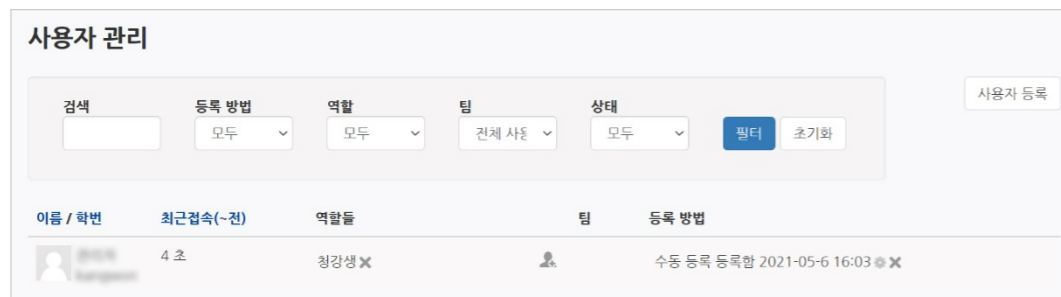 사용자 관리
사용자 등록
검색 등록 방법 역할 팀 상태
모두 모두 전체 사용 모두 필터 초기화
이름 / 학번 최근접속(~전) 역할들 팀 등록 방법
4 초 청강생 수동 등록 등록함 2021-05-6 16:03